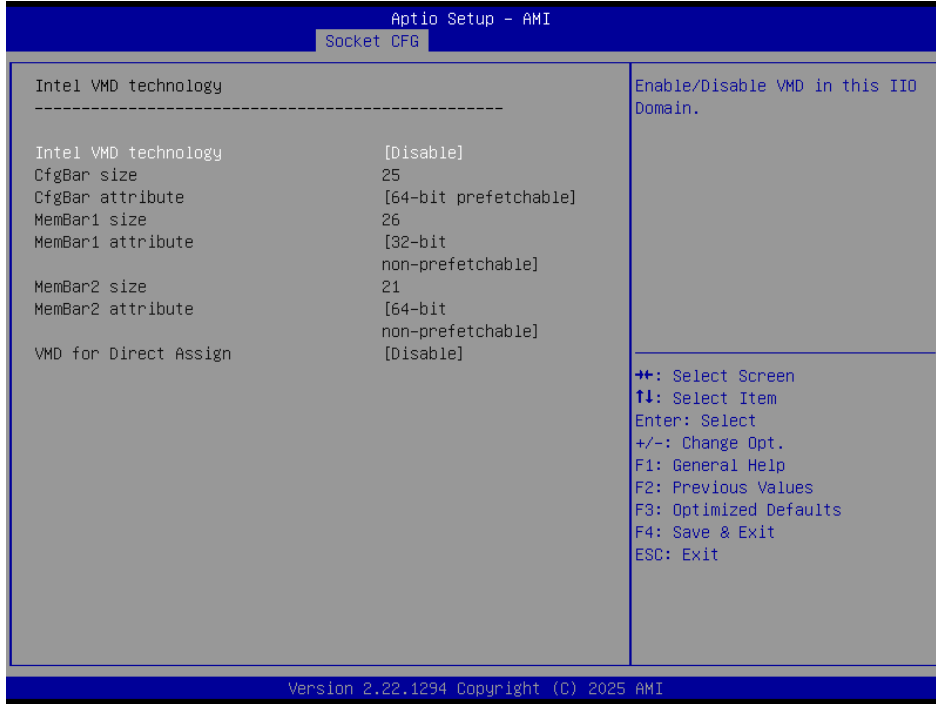 Aptio Setup – AMI
Socket CFG
Intel VMD technology
--------------------------------------------------
Intel VMD technology [Disable]
CfgBar size 25
CfgBar attribute [64-bit prefetchable]
MemBar1 size 26
MemBar1 attribute [32-bit
non-prefetchable]
MemBar2 size 21
MemBar2 attribute [64-bit
non-prefetchable]
VMD for Direct Assign [Disable]
Enable/Disable VMD in this IIO
Domain.
→←: Select Screen
↑↓: Select Item
Enter: Select
+/-: Change Opt.
F1: General Help
F2: Previous Values
F3: Optimized Defaults
F4: Save & Exit
ESC: Exit
Version 2.22.1294 Copyright (C) 2025 AMI